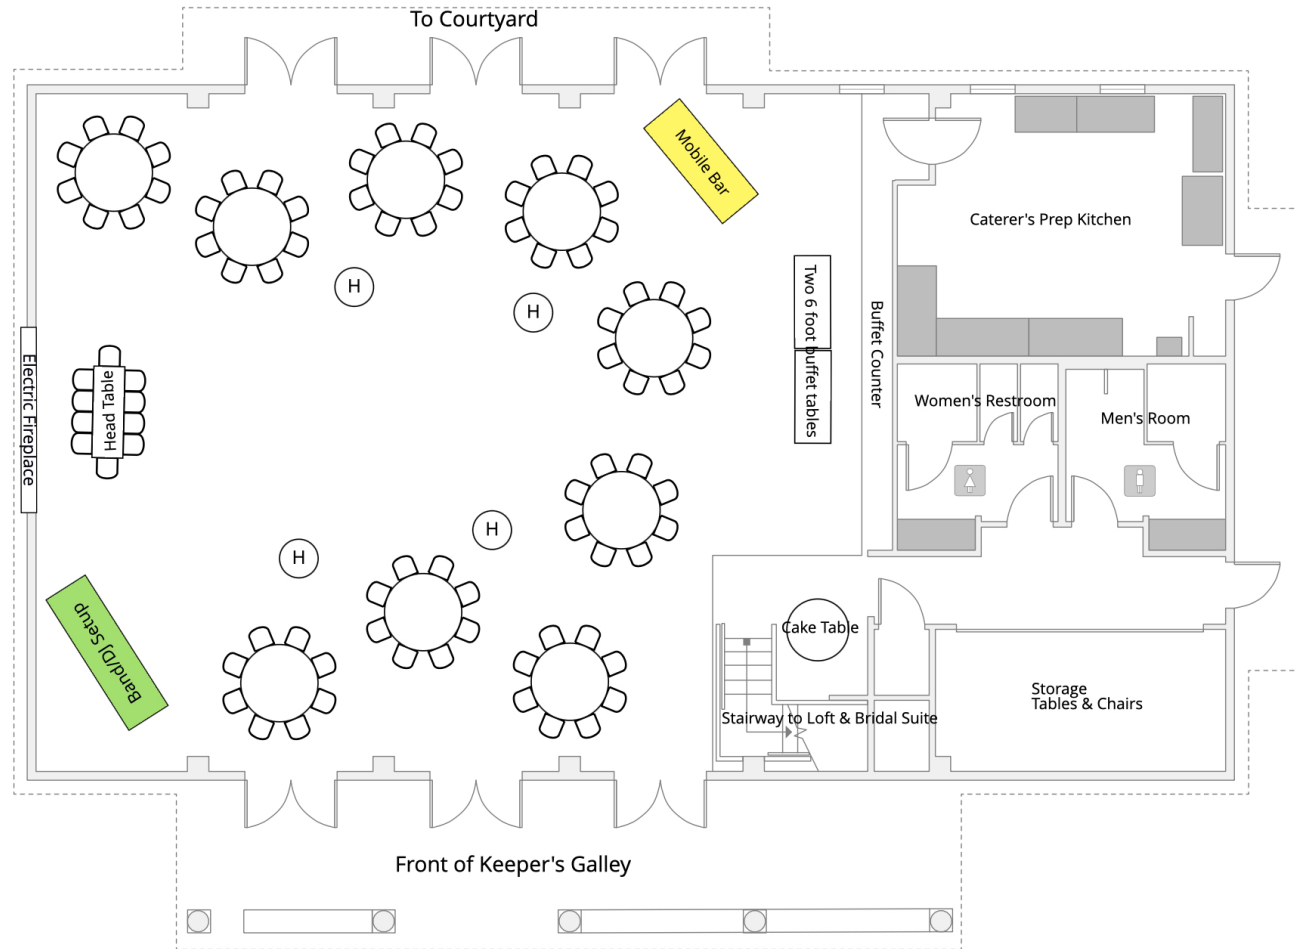 To Courtyard
Mobile Bar
Caterer's Prep Kitchen
H
H
Two 6 foot buffet tables
Buffet Counter
Electric Fireplace
Head Table
Women's Restroom
Men's Room
H
H
Band/DJ Setup
Cake Table
Storage
Tables & Chairs
Stairway to Loft & Bridal Suite
Front of Keeper's Galley